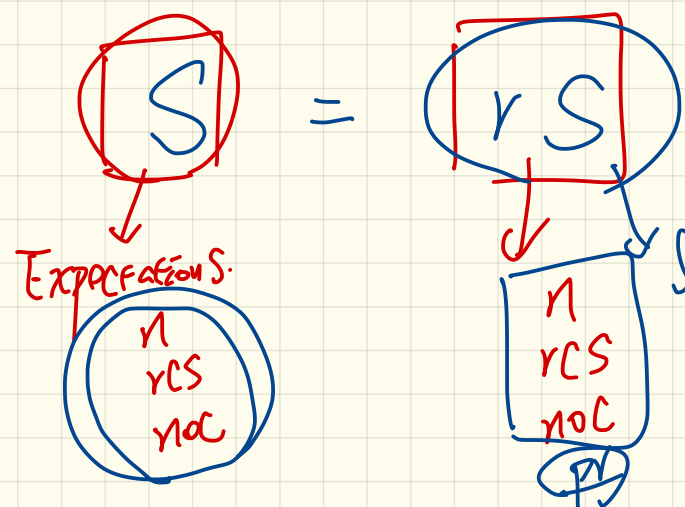 S = rS
Expectations.
n
rcs
noc
n
rcs
noc